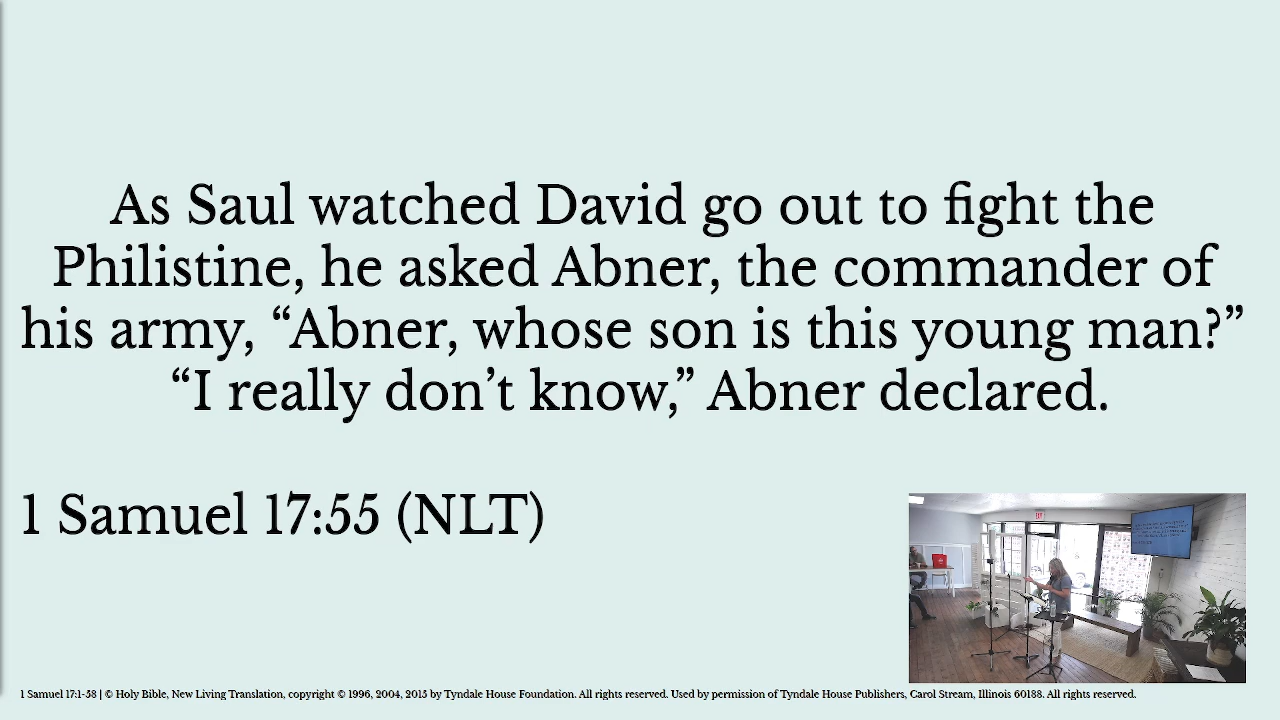 As Saul watched David go out to fight the
Philistine, he asked Abner, the commander of
his army, “Abner, whose son is this young man?”
“I really don’t know,” Abner declared.
1 Samuel 17:55 (NLT)
1 Samuel 17:1-58 | © Holy Bible, New Living Translation, copyright © 1996, 2004, 2015 by Tyndale House Foundation. All rights reserved. Used by permission of Tyndale House Publishers, Carol Stream, Illinois 60188. All rights reserved.